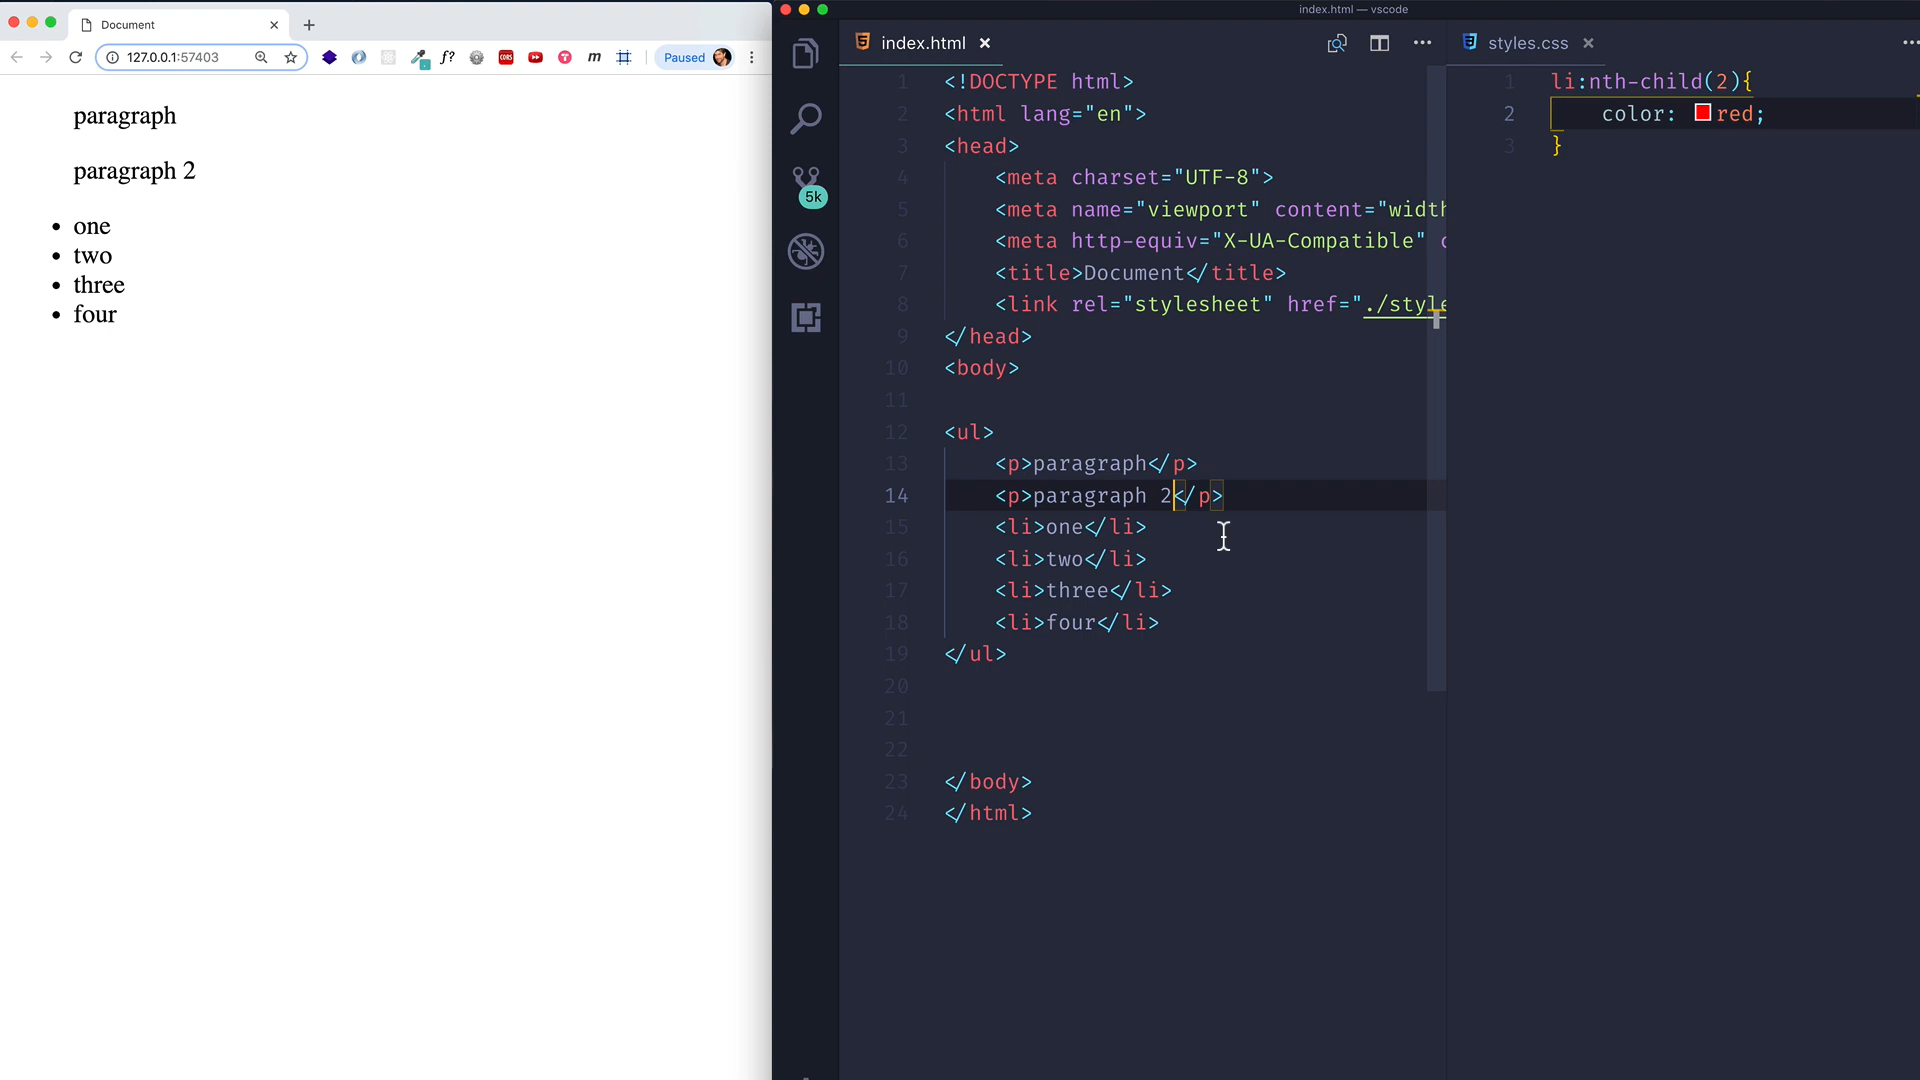 Document
127.0.0.1:57403
f?
CORS
T
m
Paused
paragraph
paragraph 2
one
two
three
four
index.html — vscode
index.html
5k
1 <!DOCTYPE html>
2 <html lang="en">
3 <head>
4 <meta charset="UTF-8">
5 <meta name="viewport" content="width
6 <meta http-equiv="X-UA-Compatible" c
7 <title>Document</title>
8 <link rel="stylesheet" href="./style
9 </head>
10 <body>
11
12 <ul>
13 <p>paragraph</p>
14 <p>paragraph 2</p>
15 <li>one</li>
16 <li>two</li>
17 <li>three</li>
18 <li>four</li>
19 </ul>
20
21
22
23 </body>
24 </html>
styles.css
1 li:nth-child(2){
2 color: red;
3 }